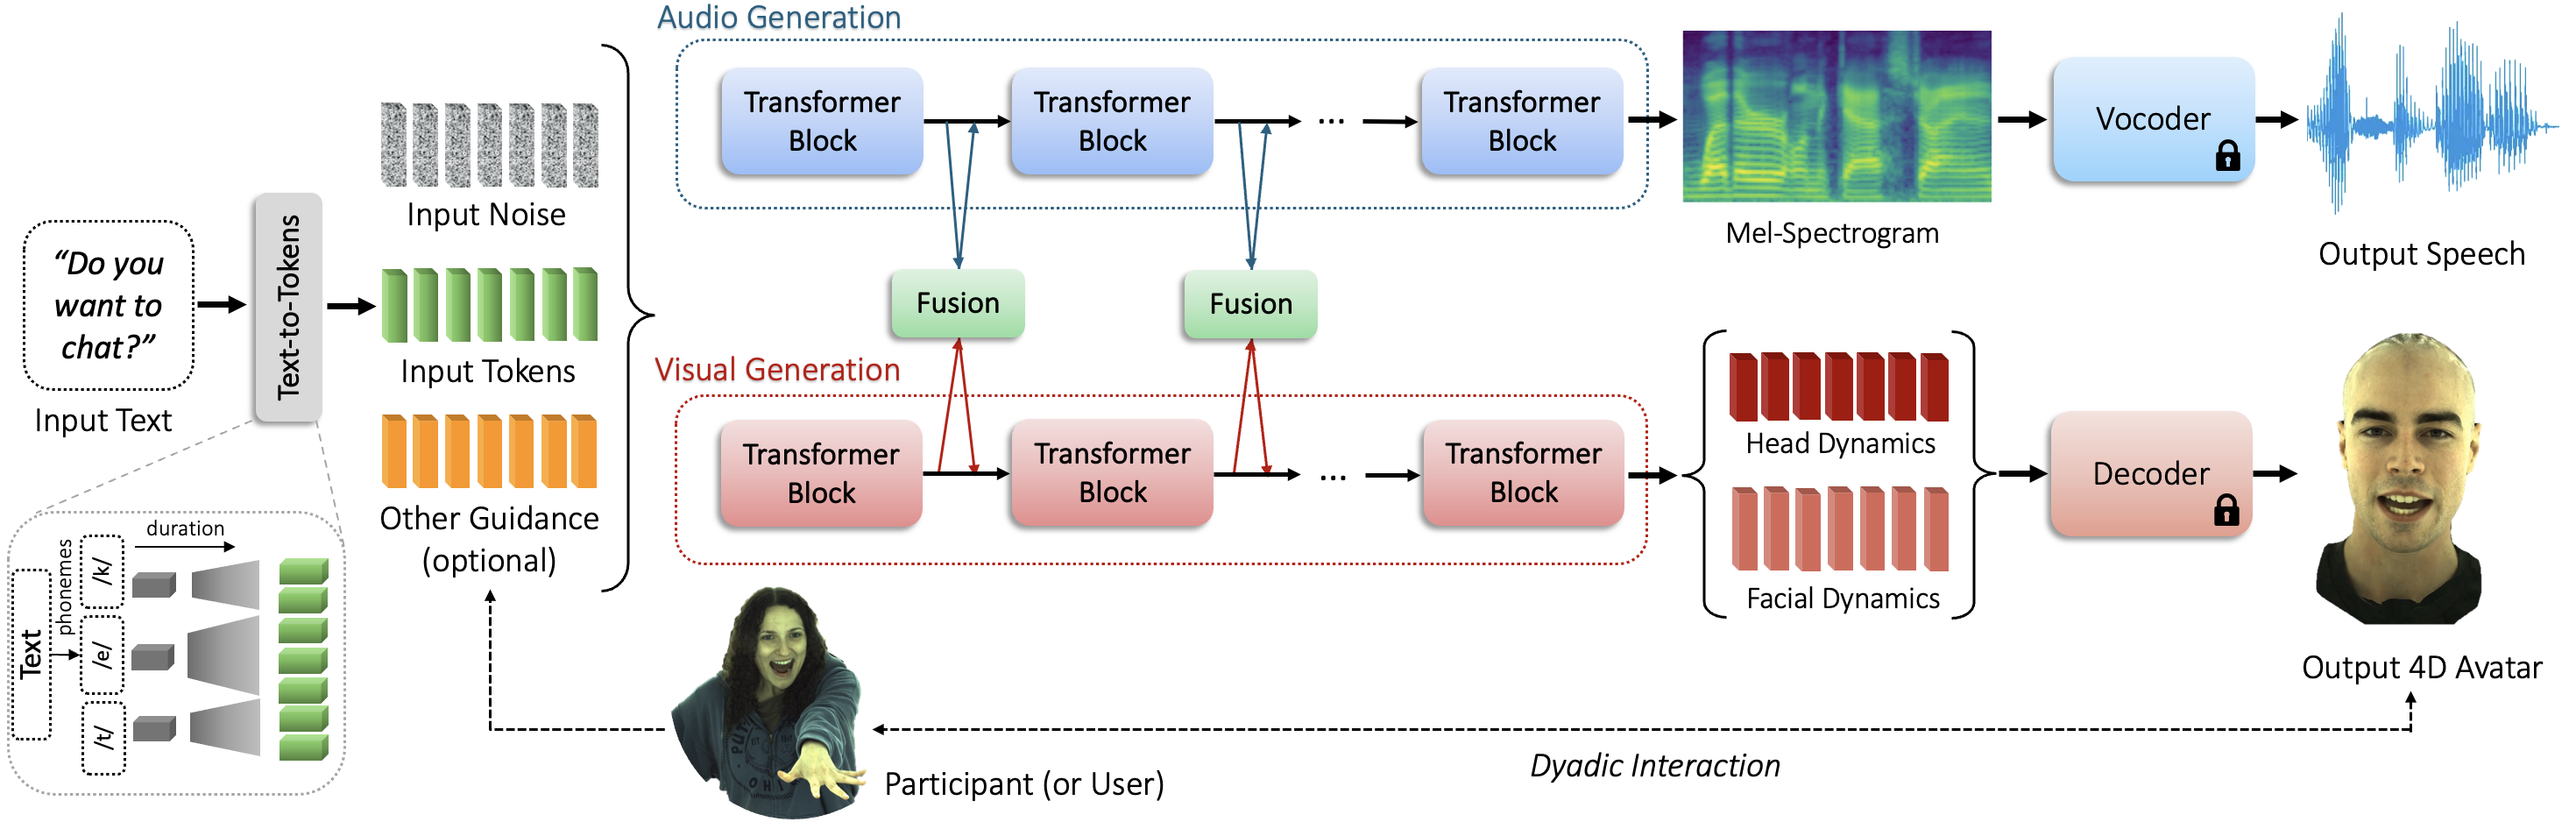 Audio Generation
Transformer
Block
Transformer
Block
...
Transformer
Block
Mel-Spectrogram
Vocoder
Output Speech
Input Noise
“Do you
want to
chat?”
Input Text
Text-to-Tokens
Input Tokens
Other Guidance
(optional)
Fusion
Fusion
Visual Generation
Transformer
Block
Transformer
Block
...
Transformer
Block
Head Dynamics
Facial Dynamics
Decoder
Output 4D Avatar
duration
phonemes
Text
/k/
/e/
/t/
Participant (or User)
Dyadic Interaction